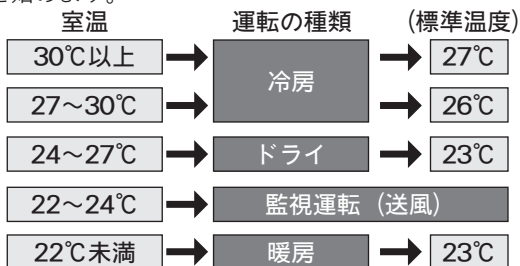 室温 運転の種類 (標準温度)
30℃以上 冷房 27℃
27～30℃ 26℃
24～27℃ ドライ 23℃
22～24℃ 監視運転（送風）
22℃未満 暖房 23℃